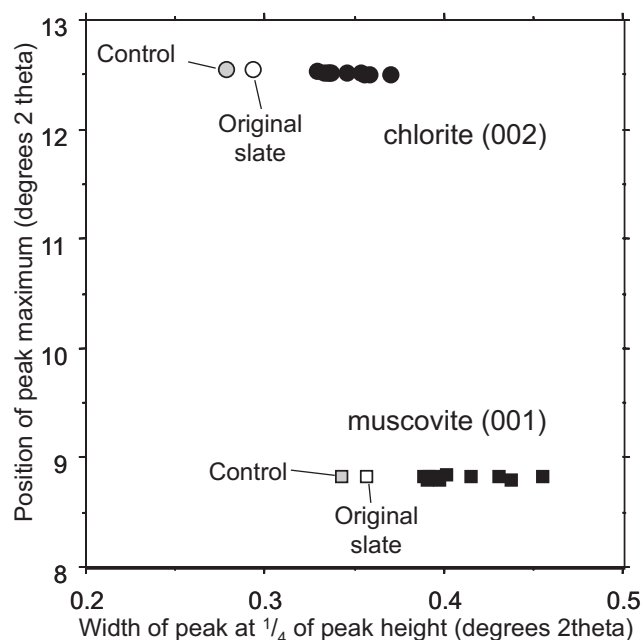 13
Control
Original
slate
12
chlorite (002)
11
10
muscovite (001)
9
Control
Original
slate
8
0.2
0.3
0.4
0.5
Position of peak maximum (degrees 2 theta)
Width of peak at 1/4 of peak height (degrees 2theta)